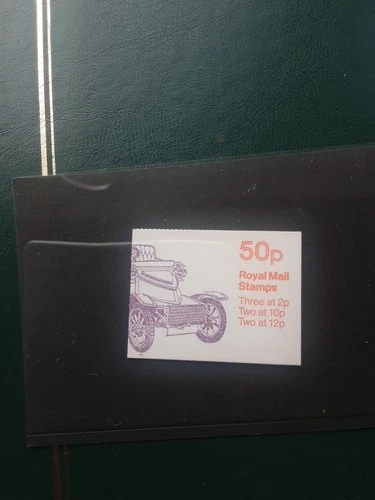 50p
Royal Mail
Stamps
Three at 2p
Two at 10p
Two at 12p